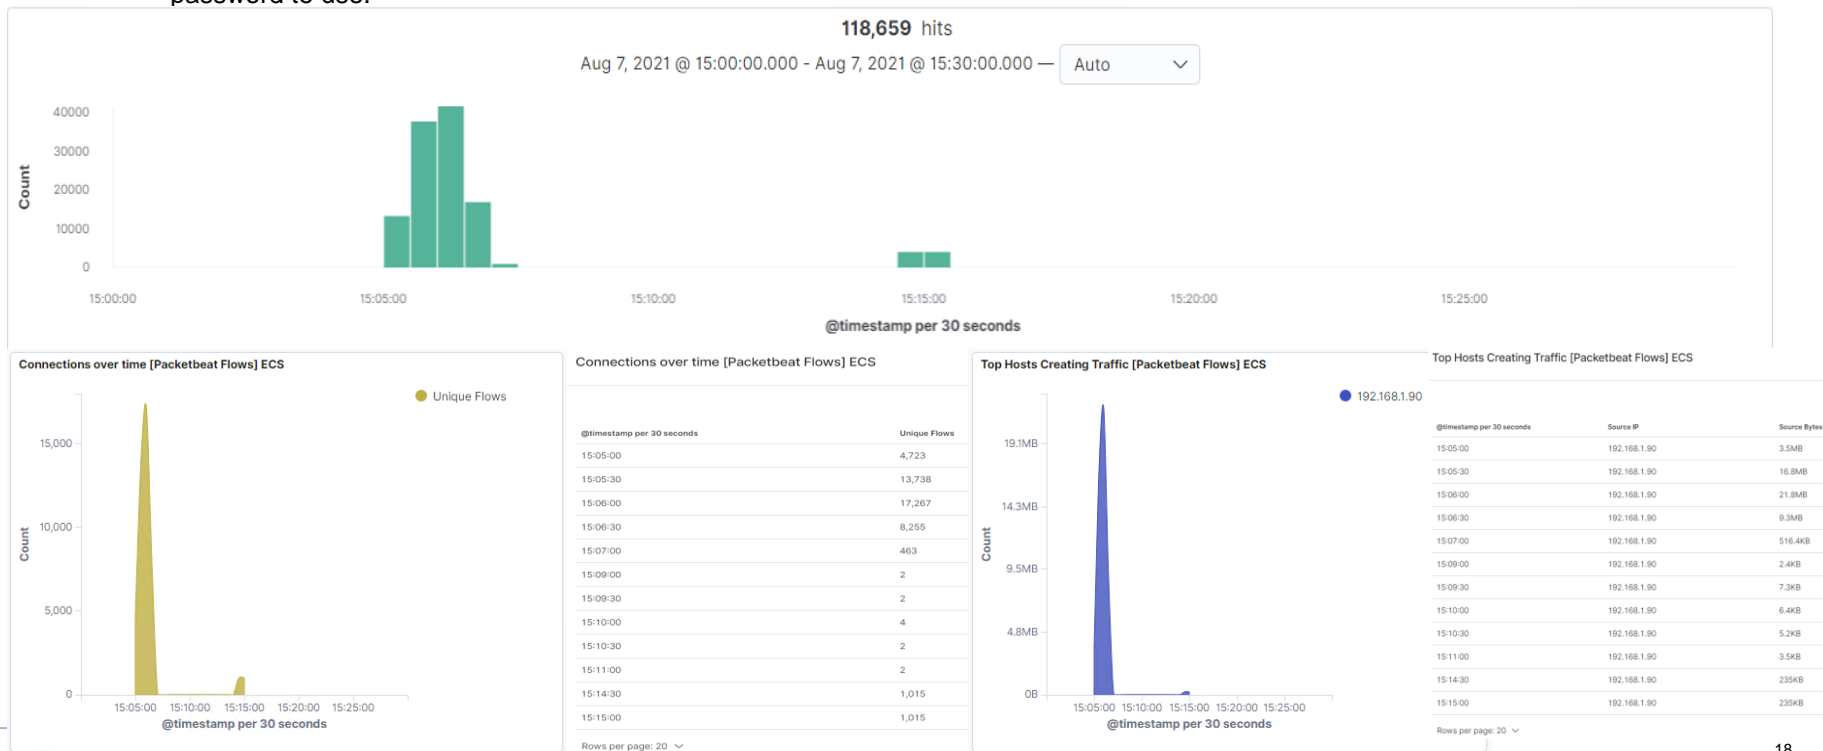 password to use.
118,659 hits
Aug 7, 2021 @ 15:00:00.000 - Aug 7, 2021 @ 15:30:00.000 — Auto
Count
40000
30000
20000
10000
0
15:00:00 15:05:00 15:10:00 15:15:00 15:20:00 15:25:00
@timestamp per 30 seconds
Connections over time [Packetbeat Flows] ECS
Unique Flows
Count
15,000
10,000
5,000
0
15:05:00 15:10:00 15:15:00 15:20:00 15:25:00
@timestamp per 30 seconds
Connections over time [Packetbeat Flows] ECS
@timestamp per 30 seconds Unique Flows
15:05:00 4,723
15:05:30 13,738
15:06:00 17,267
15:06:30 8,255
15:07:00 463
15:09:00 2
15:09:30 2
15:10:00 4
15:10:30 2
15:11:00 2
15:14:30 1,015
15:15:00 1,015
Rows per page: 20
Top Hosts Creating Traffic [Packetbeat Flows] ECS
192.168.1.90
Count
19.1MB
14.3MB
9.5MB
4.8MB
0B
15:05:00 15:10:00 15:15:00 15:20:00 15:25:00
@timestamp per 30 seconds
Top Hosts Creating Traffic [Packetbeat Flows] ECS
@timestamp per 30 seconds Source IP Source Bytes
15:05:00 192.168.1.90 3.5MB
15:05:30 192.168.1.90 16.8MB
15:06:00 192.168.1.90 21.8MB
15:06:30 192.168.1.90 9.3MB
15:07:00 192.168.1.90 516.4KB
15:09:00 192.168.1.90 2.4KB
15:09:30 192.168.1.90 7.3KB
15:10:00 192.168.1.90 6.4KB
15:10:30 192.168.1.90 5.2KB
15:11:00 192.168.1.90 3.5KB
15:14:30 192.168.1.90 235KB
15:15:00 192.168.1.90 235KB
Rows per page: 20
18